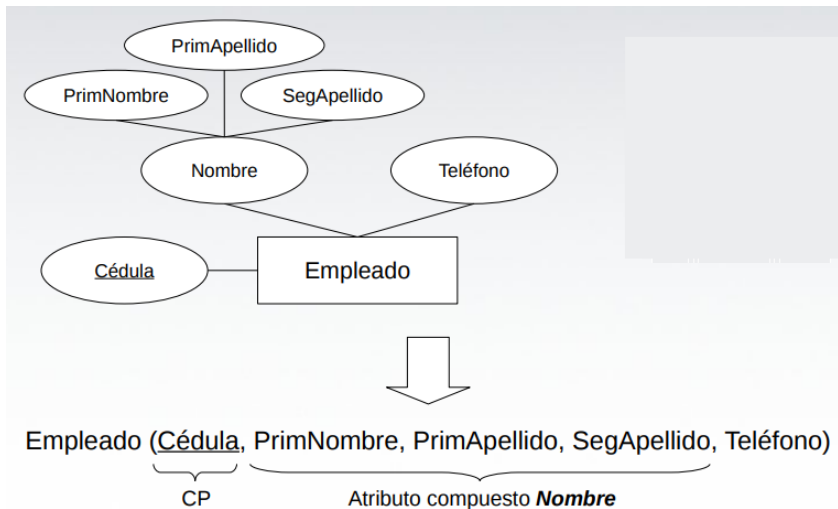 PrimApellido
PrimNombre
SegApellido
Nombre
Teléfono
Cédula
Empleado
Empleado (Cédula, PrimNombre, PrimApellido, SegApellido, Teléfono)
CP
Atributo compuesto Nombre